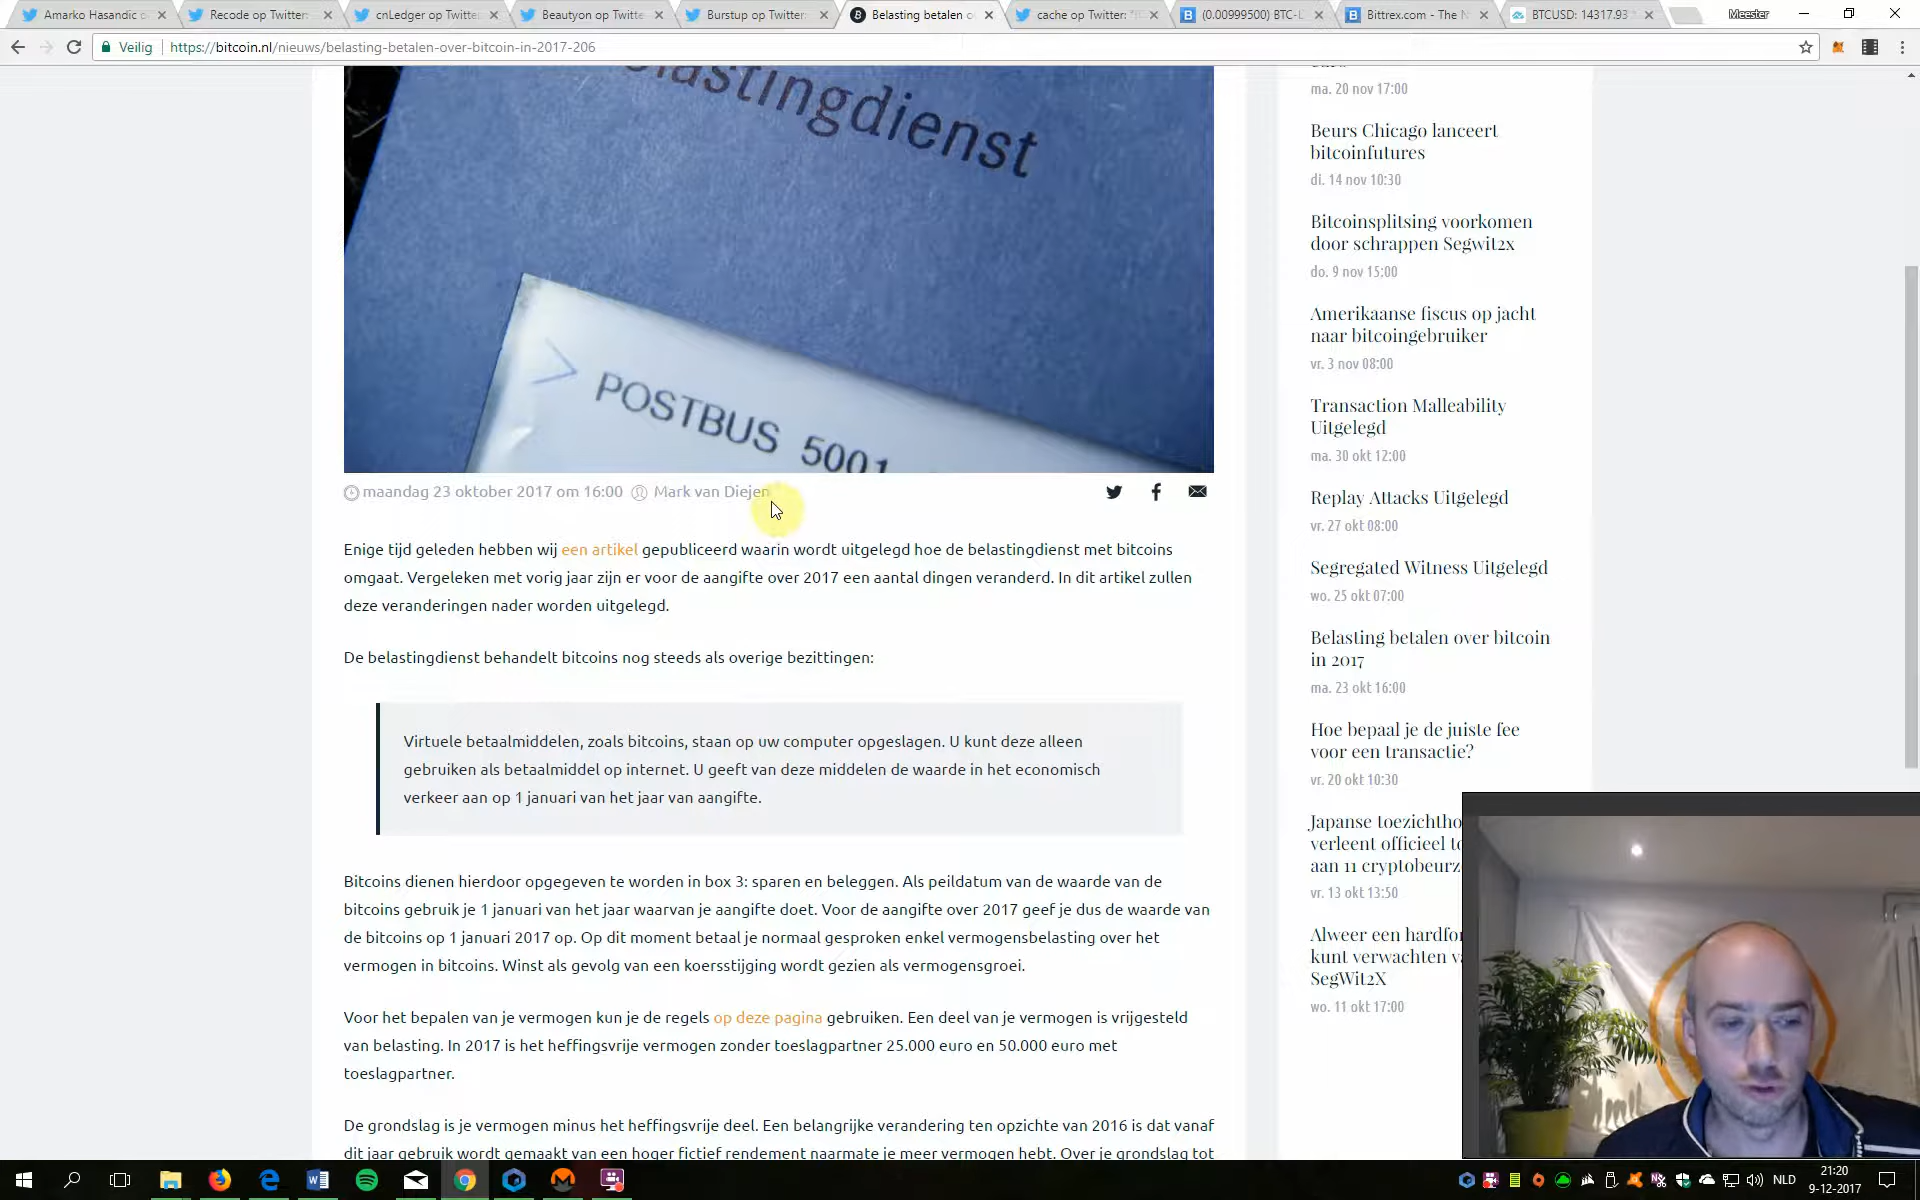 Amarko Hasandic o
Recode op Twitter:
cnLedger op Twitte
Beautyon op Twitte
Burstup op Twitter:
Belasting betalen o
cache op Twitter:
(0.00999500) BTC-L
Bittrex.com - The N
BTCUSD: 14317.93
Meester
Veilig
https://bitcoin.nl/nieuws/belasting-betalen-over-bitcoin-in-2017-206
elastingdienst
POSTBUS 5001
maandag 23 oktober 2017 om 16:00
Mark van Diejen
Enige tijd geleden hebben wij een artikel gepubliceerd waarin wordt uitgelegd hoe de belastingdienst met bitcoins
omgaat. Vergeleken met vorig jaar zijn er voor de aangifte over 2017 een aantal dingen veranderd. In dit artikel zullen
deze veranderingen nader worden uitgelegd.
De belastingdienst behandelt bitcoins nog steeds als overige bezittingen:
Virtuele betaalmiddelen, zoals bitcoins, staan op uw computer opgeslagen. U kunt deze alleen
gebruiken als betaalmiddel op internet. U geeft van deze middelen de waarde in het economisch
verkeer aan op 1 januari van het jaar van aangifte.
Bitcoins dienen hierdoor opgegeven te worden in box 3: sparen en beleggen. Als peildatum van de waarde van de
bitcoins gebruik je 1 januari van het jaar waarvan je aangifte doet. Voor de aangifte over 2017 geef je dus de waarde van
de bitcoins op 1 januari 2017 op. Op dit moment betaal je normaal gesproken enkel vermogensbelasting over het
vermogen in bitcoins. Winst als gevolg van een koersstijging wordt gezien als vermogensgroei.
Voor het bepalen van je vermogen kun je de regels op deze pagina gebruiken. Een deel van je vermogen is vrijgesteld
van belasting. In 2017 is het heffingsvrije vermogen zonder toeslagpartner 25.000 euro en 50.000 euro met
toeslagpartner.
De grondslag is je vermogen minus het heffingsvrije deel. Een belangrijke verandering ten opzichte van 2016 is dat vanaf
dit jaar gebruik wordt gemaakt van een hoger fictief rendement naarmate je meer vermogen hebt. Over je grondslag tot
ma. 20 nov 17:00
Beurs Chicago lanceert
bitcoinfutures
di. 14 nov 10:30
Bitcoinsplitsing voorkomen
door schrappen Segwit2x
do. 9 nov 15:00
Amerikaanse fiscus op jacht
naar bitcoingebruiker
vr. 3 nov 08:00
Transaction Malleability
Uitgelegd
ma. 30 okt 12:00
Replay Attacks Uitgelegd
vr. 27 okt 08:00
Segregated Witness Uitgelegd
wo. 25 okt 07:00
Belasting betalen over bitcoin
in 2017
ma. 23 okt 16:00
Hoe bepaal je de juiste fee
voor een transactie?
vr. 20 okt 10:30
Japanse toezichtho
verleent officieel to
aan 11 cryptobeurz
vr. 13 okt 13:50
Alweer een hardfor
kunt verwachten va
SegWit2X
wo. 11 okt 17:00
NLD
21:20
9-12-2017